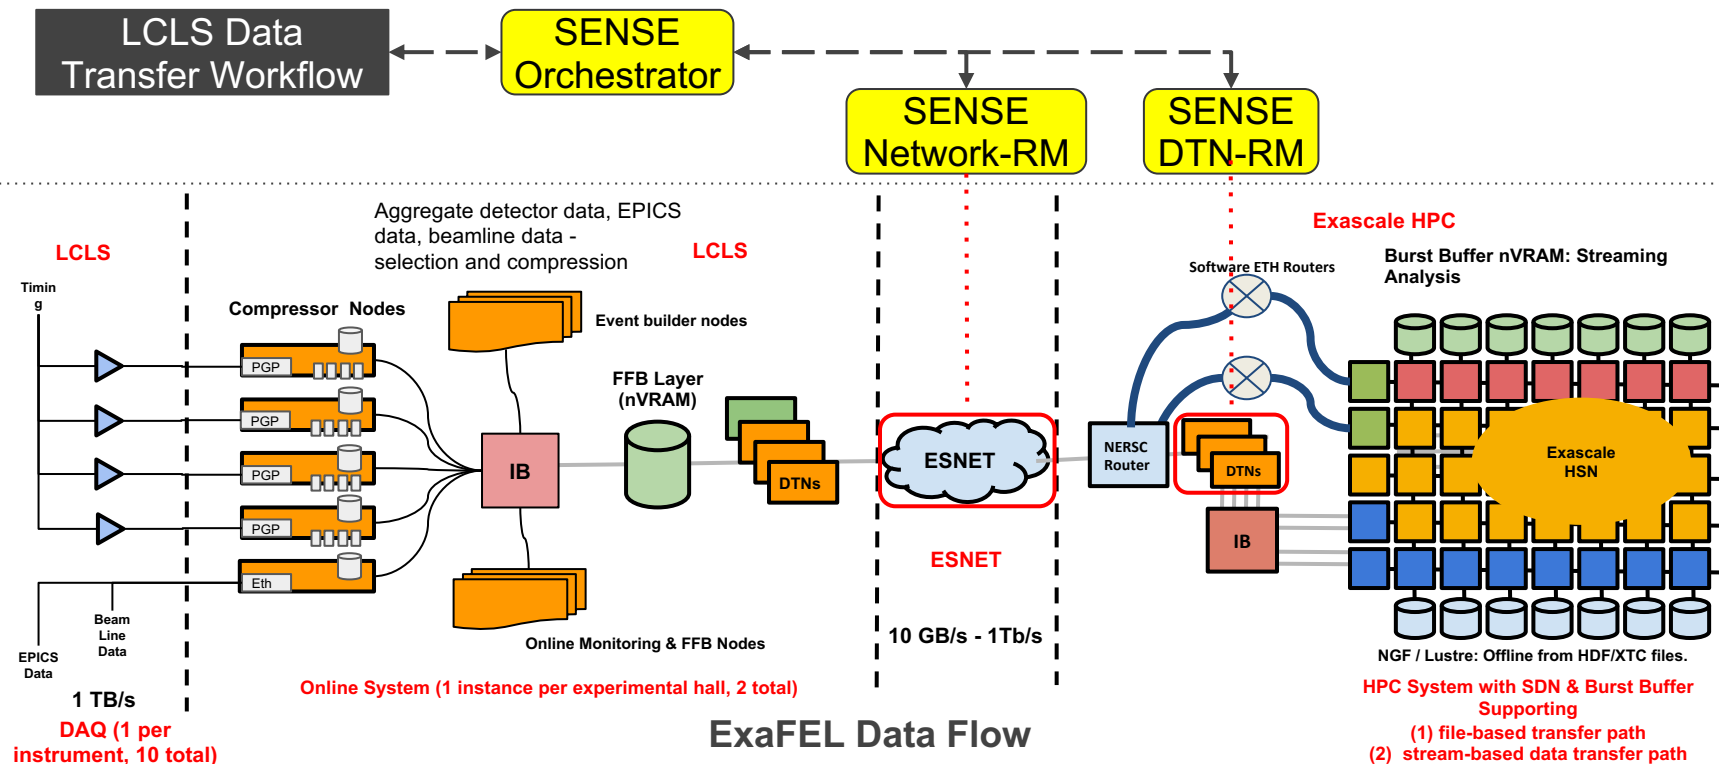 LCLS Data
Transfer Workflow
SENSE
Orchestrator
SENSE
Network-RM
SENSE
DTN-RM
LCLS
Aggregate detector data, EPICS
data, beamline data -
selection and compression
LCLS
Exascale HPC
Burst Buffer nVRAM: Streaming
Analysis
Software ETH Routers
Timin
g
Compressor Nodes
Event builder nodes
FFB Layer
(nVRAM)
PGP
PGP
PGP
PGP
Eth
IB
DTNs
ESNET
NERSC
Router
DTNs
IB
Exascale
HSN
ESNET
10 GB/s - 1Tb/s
Beam
Line
Data
EPICS
Data
Online Monitoring & FFB Nodes
NGF / Lustre: Offline from HDF/XTC files.
1 TB/s
DAQ (1 per
instrument, 10 total)
Online System (1 instance per experimental hall, 2 total)
HPC System with SDN & Burst Buffer
Supporting
(1) file-based transfer path
(2) stream-based data transfer path
ExaFEL Data Flow